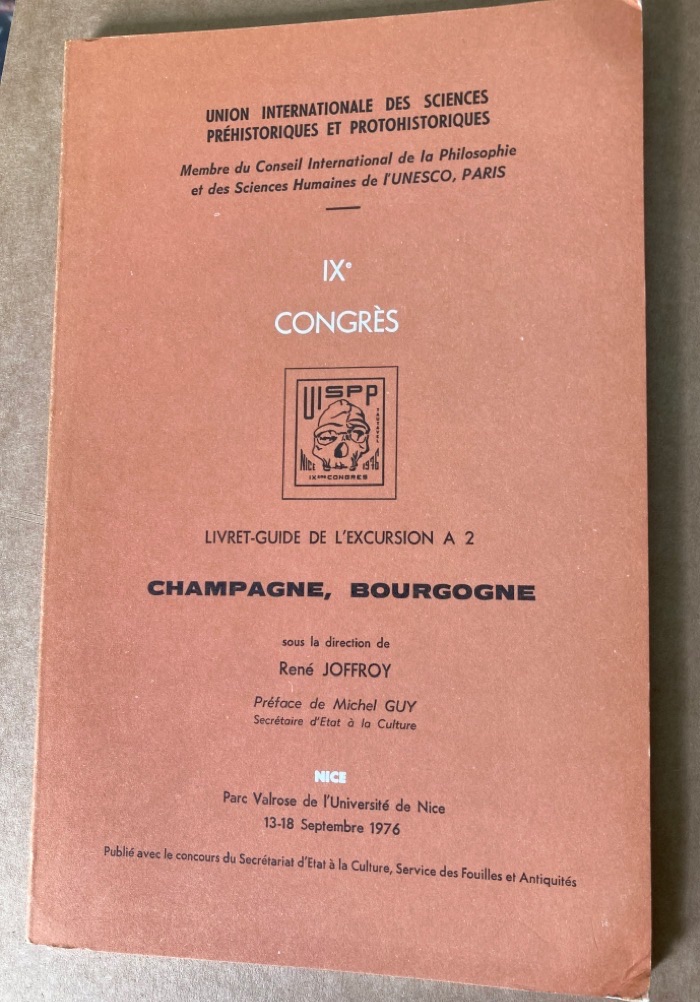 UNION INTERNATIONALE DES SCIENCES
PRÉHISTORIQUES ET PROTOHISTORIQUES
Membre du Conseil International de la Philosophie
et des Sciences Humaines de l'UNESCO, PARIS
IXe
CONGRÈS
UISPP
NICE 1976
IXème CONGRES
LIVRET-GUIDE DE L'EXCURSION A 2
CHAMPAGNE, BOURGOGNE
sous la direction de
René JOFFROY
Préface de Michel GUY
Secrétaire d'Etat à la Culture
NICE
Parc Valrose de l'Université de Nice
13-18 Septembre 1976
Publié avec le concours du Secrétariat d'Etat à la Culture, Service des Fouilles et Antiquités